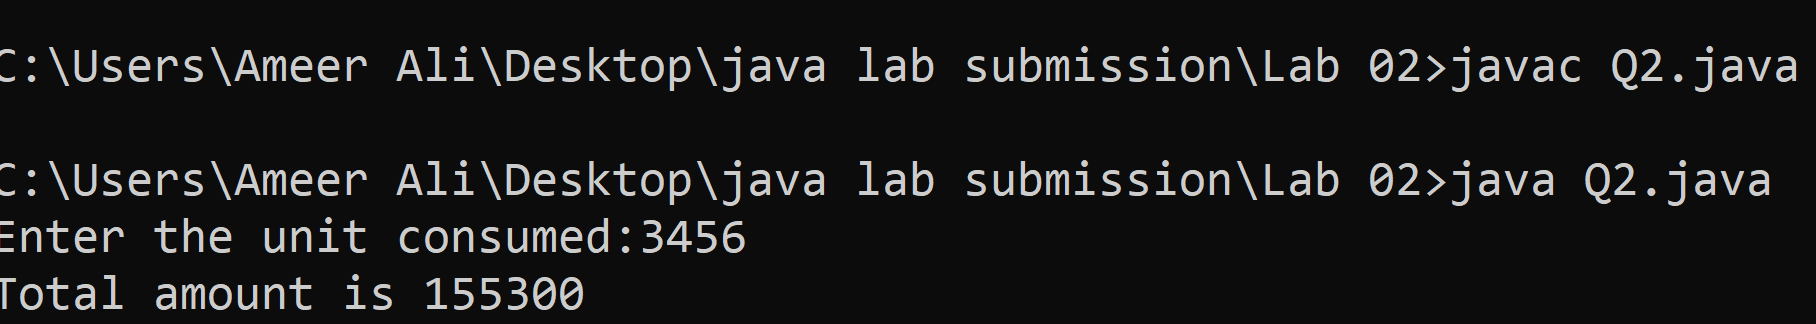 C:\Users\Ameer Ali\Desktop\java lab submission\Lab 02>javac Q2.java
C:\Users\Ameer Ali\Desktop\java lab submission\Lab 02>java Q2.java
Enter the unit consumed:3456
Total amount is 155300